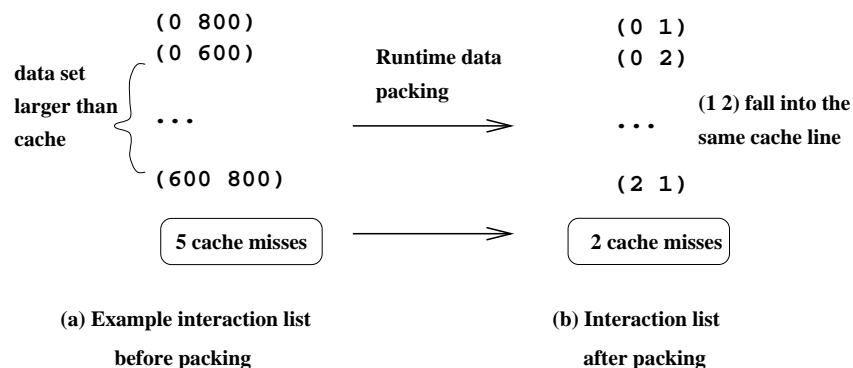 (0 800)
(0 600)
data set
larger than
cache
...
(600 800)
5 cache misses
(a) Example interaction list
before packing
Runtime data
packing
(0 1)
(0 2)
...
(1 2) fall into the
same cache line
(2 1)
2 cache misses
(b) Interaction list
after packing